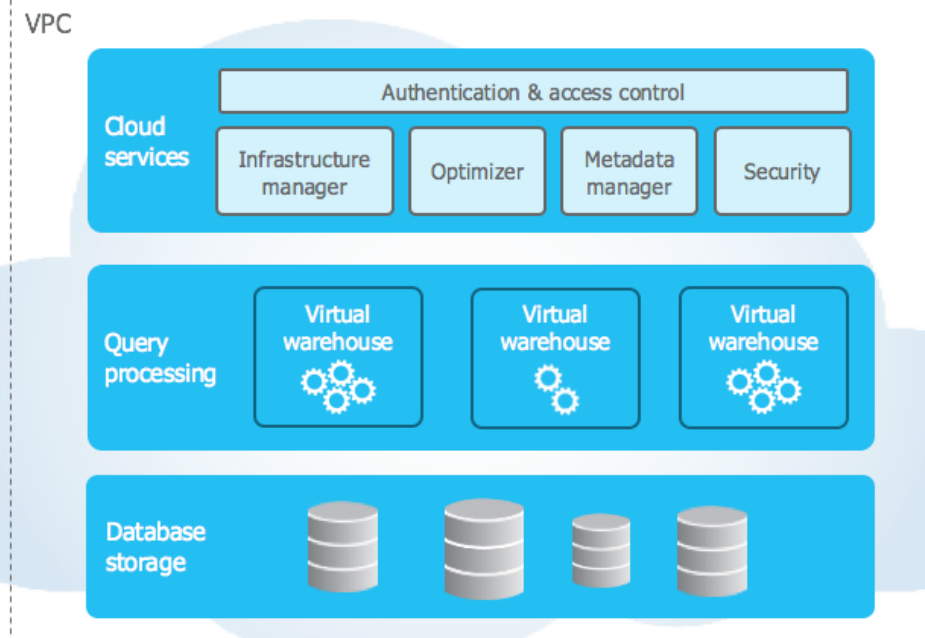 VPC
Authentication & access control
Cloud
services
Infrastructure
manager
Optimizer
Metadata
manager
Security
Query
processing
Virtual
warehouse
Virtual
warehouse
Virtual
warehouse
Database
storage